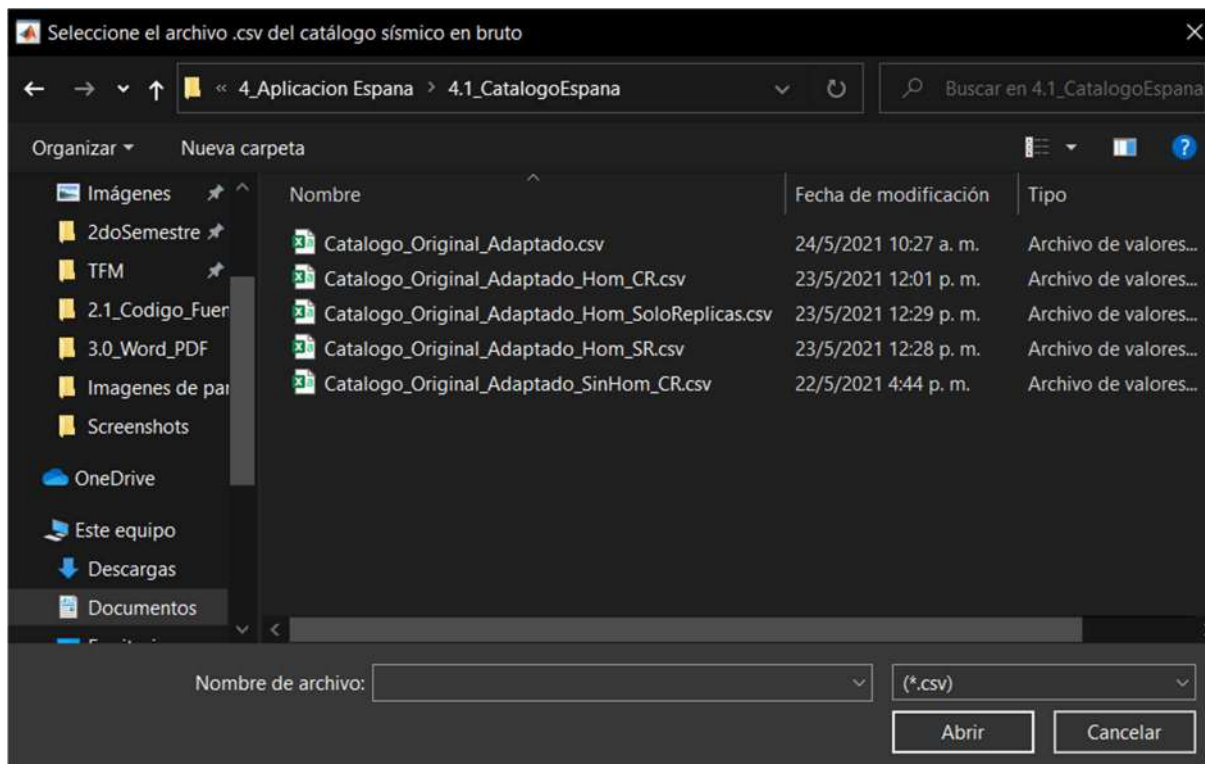 Seleccione el archivo .csv del catálogo sísmico en bruto
« 4_Aplicacion Espana > 4.1_CatalogoEspana
Buscar en 4.1_CatalogoEspana
Organizar
Nueva carpeta
Imágenes
2doSemestre
TFM
2.1_Codigo_Fuer
3.0_Word_PDF
Imagenes de par
Screenshots
OneDrive
Este equipo
Descargas
Documentos
Nombre Fecha de modificación Tipo
Catalogo_Original_Adaptado.csv 24/5/2021 10:27 a. m. Archivo de valores...
Catalogo_Original_Adaptado_Hom_CR.csv 23/5/2021 12:01 p. m. Archivo de valores...
Catalogo_Original_Adaptado_Hom_SoloReplicas.csv 23/5/2021 12:29 p. m. Archivo de valores...
Catalogo_Original_Adaptado_Hom_SR.csv 23/5/2021 12:28 p. m. Archivo de valores...
Catalogo_Original_Adaptado_SinHom_CR.csv 22/5/2021 4:44 p. m. Archivo de valores...
Nombre de archivo:
(*.csv)
Abrir
Cancelar